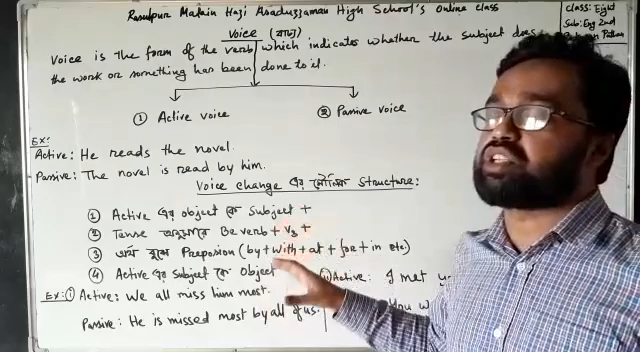 Rasulpur Matain Haji Asaduzzaman High School's Online class
Class: Eight
Sub: Eng 2nd
Voice (বাচ্য)
Voice is the form of the verb which indicates whether the subject does
the work or something has been done to it.
① Active voice
② Passive voice
Ex:
Active: He reads the novel.
Passive: The novel is read by him.
Voice change এর মৌলিক Structure:
① Active এর object কে Subject +
② Tense অনুসারে Be verb + V₃ +
③ অর্থ বুঝে Preposion (by + with + at + for + in etc)
④ Active এর Subject কে Object
Ex: ① Active: We all miss him most.
Passive: He is missed most by all of us.
⑪ Active: I met